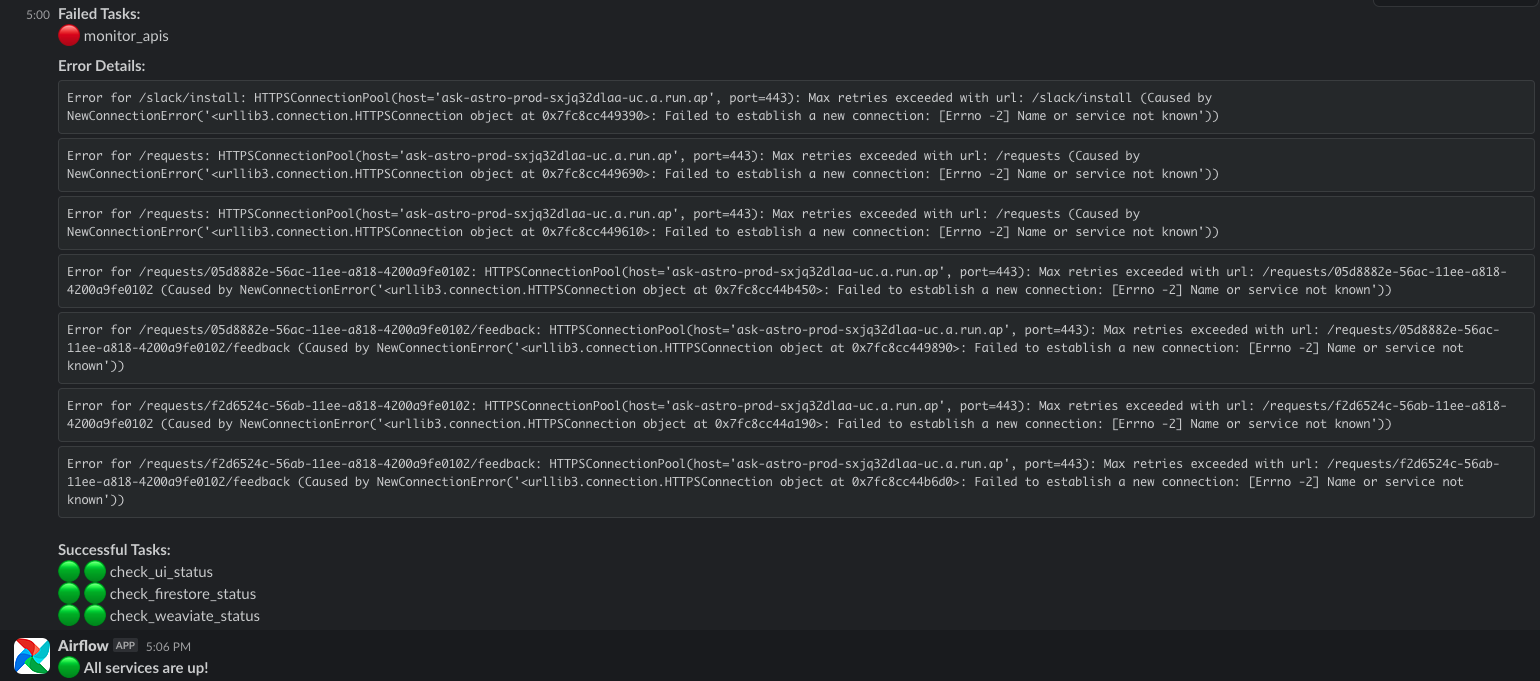 5:00 Failed Tasks:
monitor_apis
Error Details:
Error for /slack/install: HTTPSConnectionPool(host='ask-astro-prod-sxjq32dlaa-uc.a.run.ap', port=443): Max retries exceeded with url: /slack/install (Caused by
NewConnectionError('<urllib3.connection.HTTPSConnection object at 0x7fc8cc449390>: Failed to establish a new connection: [Errno -2] Name or service not known'))
Error for /requests: HTTPSConnectionPool(host='ask-astro-prod-sxjq32dlaa-uc.a.run.ap', port=443): Max retries exceeded with url: /requests (Caused by
NewConnectionError('<urllib3.connection.HTTPSConnection object at 0x7fc8cc449690>: Failed to establish a new connection: [Errno -2] Name or service not known'))
Error for /requests: HTTPSConnectionPool(host='ask-astro-prod-sxjq32dlaa-uc.a.run.ap', port=443): Max retries exceeded with url: /requests (Caused by
NewConnectionError('<urllib3.connection.HTTPSConnection object at 0x7fc8cc449610>: Failed to establish a new connection: [Errno -2] Name or service not known'))
Error for /requests/05d8882e-56ac-11ee-a818-4200a9fe0102: HTTPSConnectionPool(host='ask-astro-prod-sxjq32dlaa-uc.a.run.ap', port=443): Max retries exceeded with url: /requests/05d8882e-56ac-11ee-a818-
4200a9fe0102 (Caused by NewConnectionError('<urllib3.connection.HTTPSConnection object at 0x7fc8cc44b450>: Failed to establish a new connection: [Errno -2] Name or service not known'))
Error for /requests/05d8882e-56ac-11ee-a818-4200a9fe0102/feedback: HTTPSConnectionPool(host='ask-astro-prod-sxjq32dlaa-uc.a.run.ap', port=443): Max retries exceeded with url: /requests/05d8882e-56ac-
11ee-a818-4200a9fe0102/feedback (Caused by NewConnectionError('<urllib3.connection.HTTPSConnection object at 0x7fc8cc449890>: Failed to establish a new connection: [Errno -2] Name or service not
known'))
Error for /requests/f2d6524c-56ab-11ee-a818-4200a9fe0102: HTTPSConnectionPool(host='ask-astro-prod-sxjq32dlaa-uc.a.run.ap', port=443): Max retries exceeded with url: /requests/f2d6524c-56ab-11ee-a818-
4200a9fe0102 (Caused by NewConnectionError('<urllib3.connection.HTTPSConnection object at 0x7fc8cc44a190>: Failed to establish a new connection: [Errno -2] Name or service not known'))
Error for /requests/f2d6524c-56ab-11ee-a818-4200a9fe0102/feedback: HTTPSConnectionPool(host='ask-astro-prod-sxjq32dlaa-uc.a.run.ap', port=443): Max retries exceeded with url: /requests/f2d6524c-56ab-
11ee-a818-4200a9fe0102/feedback (Caused by NewConnectionError('<urllib3.connection.HTTPSConnection object at 0x7fc8cc44b6d0>: Failed to establish a new connection: [Errno -2] Name or service not
known'))
Successful Tasks:
check_ui_status
check_firestore_status
check_weaviate_status
Airflow APP 5:06 PM
All services are up!